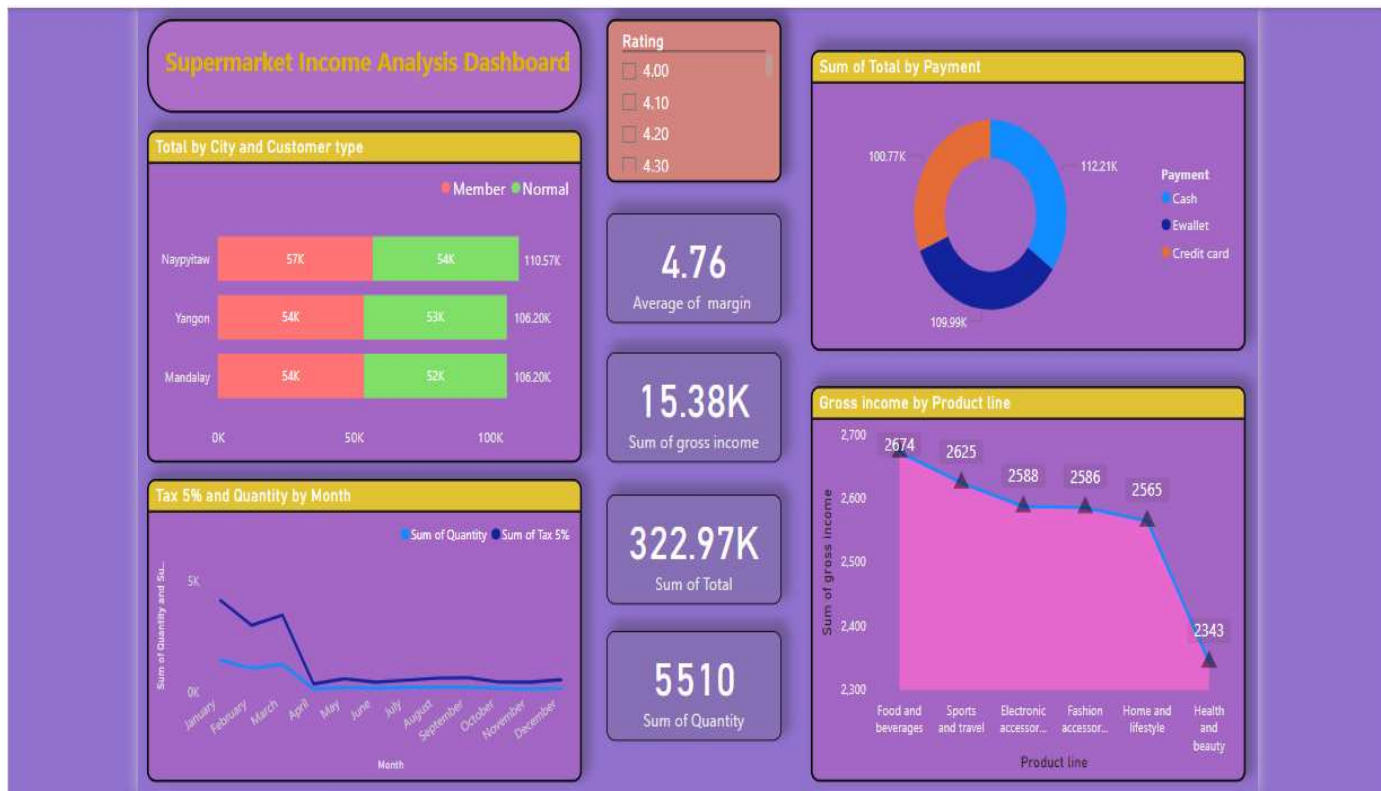 Supermarket Income Analysis Dashboard
Total by City and Customer type
Member Normal
Naypyitaw 57K 54K 110.57K
Yangon 54K 53K 106.20K
Mandalay 54K 52K 106.20K
0K 50K 100K
Tax 5% and Quantity by Month
Sum of Quantity Sum of Tax 5%
Sum of Quantity and Su...
5K
0K
January February March April May June July August September October November December
Month
Rating
4.00
4.10
4.20
4.30
4.76
Average of margin
15.38K
Sum of gross income
322.97K
Sum of Total
5510
Sum of Quantity
Sum of Total by Payment
100.77K
112.21K
109.99K
Payment
Cash
Ewallet
Credit card
Gross income by Product line
Sum of gross income
2,700
2,600
2,500
2,400
2,300
2674
2625
2588
2586
2565
2343
Food and
beverages
Sports
and travel
Electronic
accessor...
Fashion
accessor...
Home and
lifestyle
Health
and
beauty
Product line